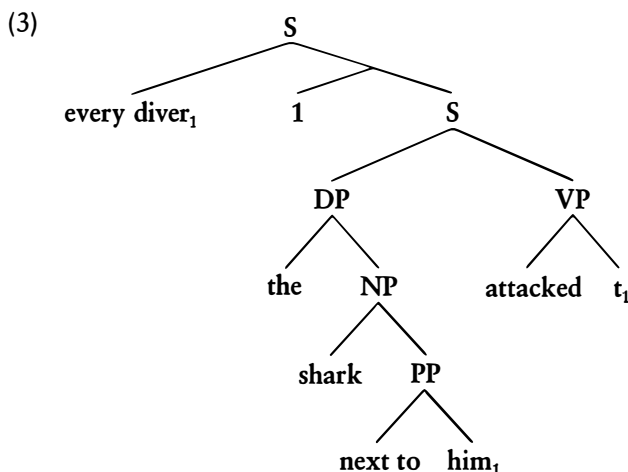 (3)
S
every diver₁ 1 S
DP VP
the NP attacked t₁
shark PP
next to him₁